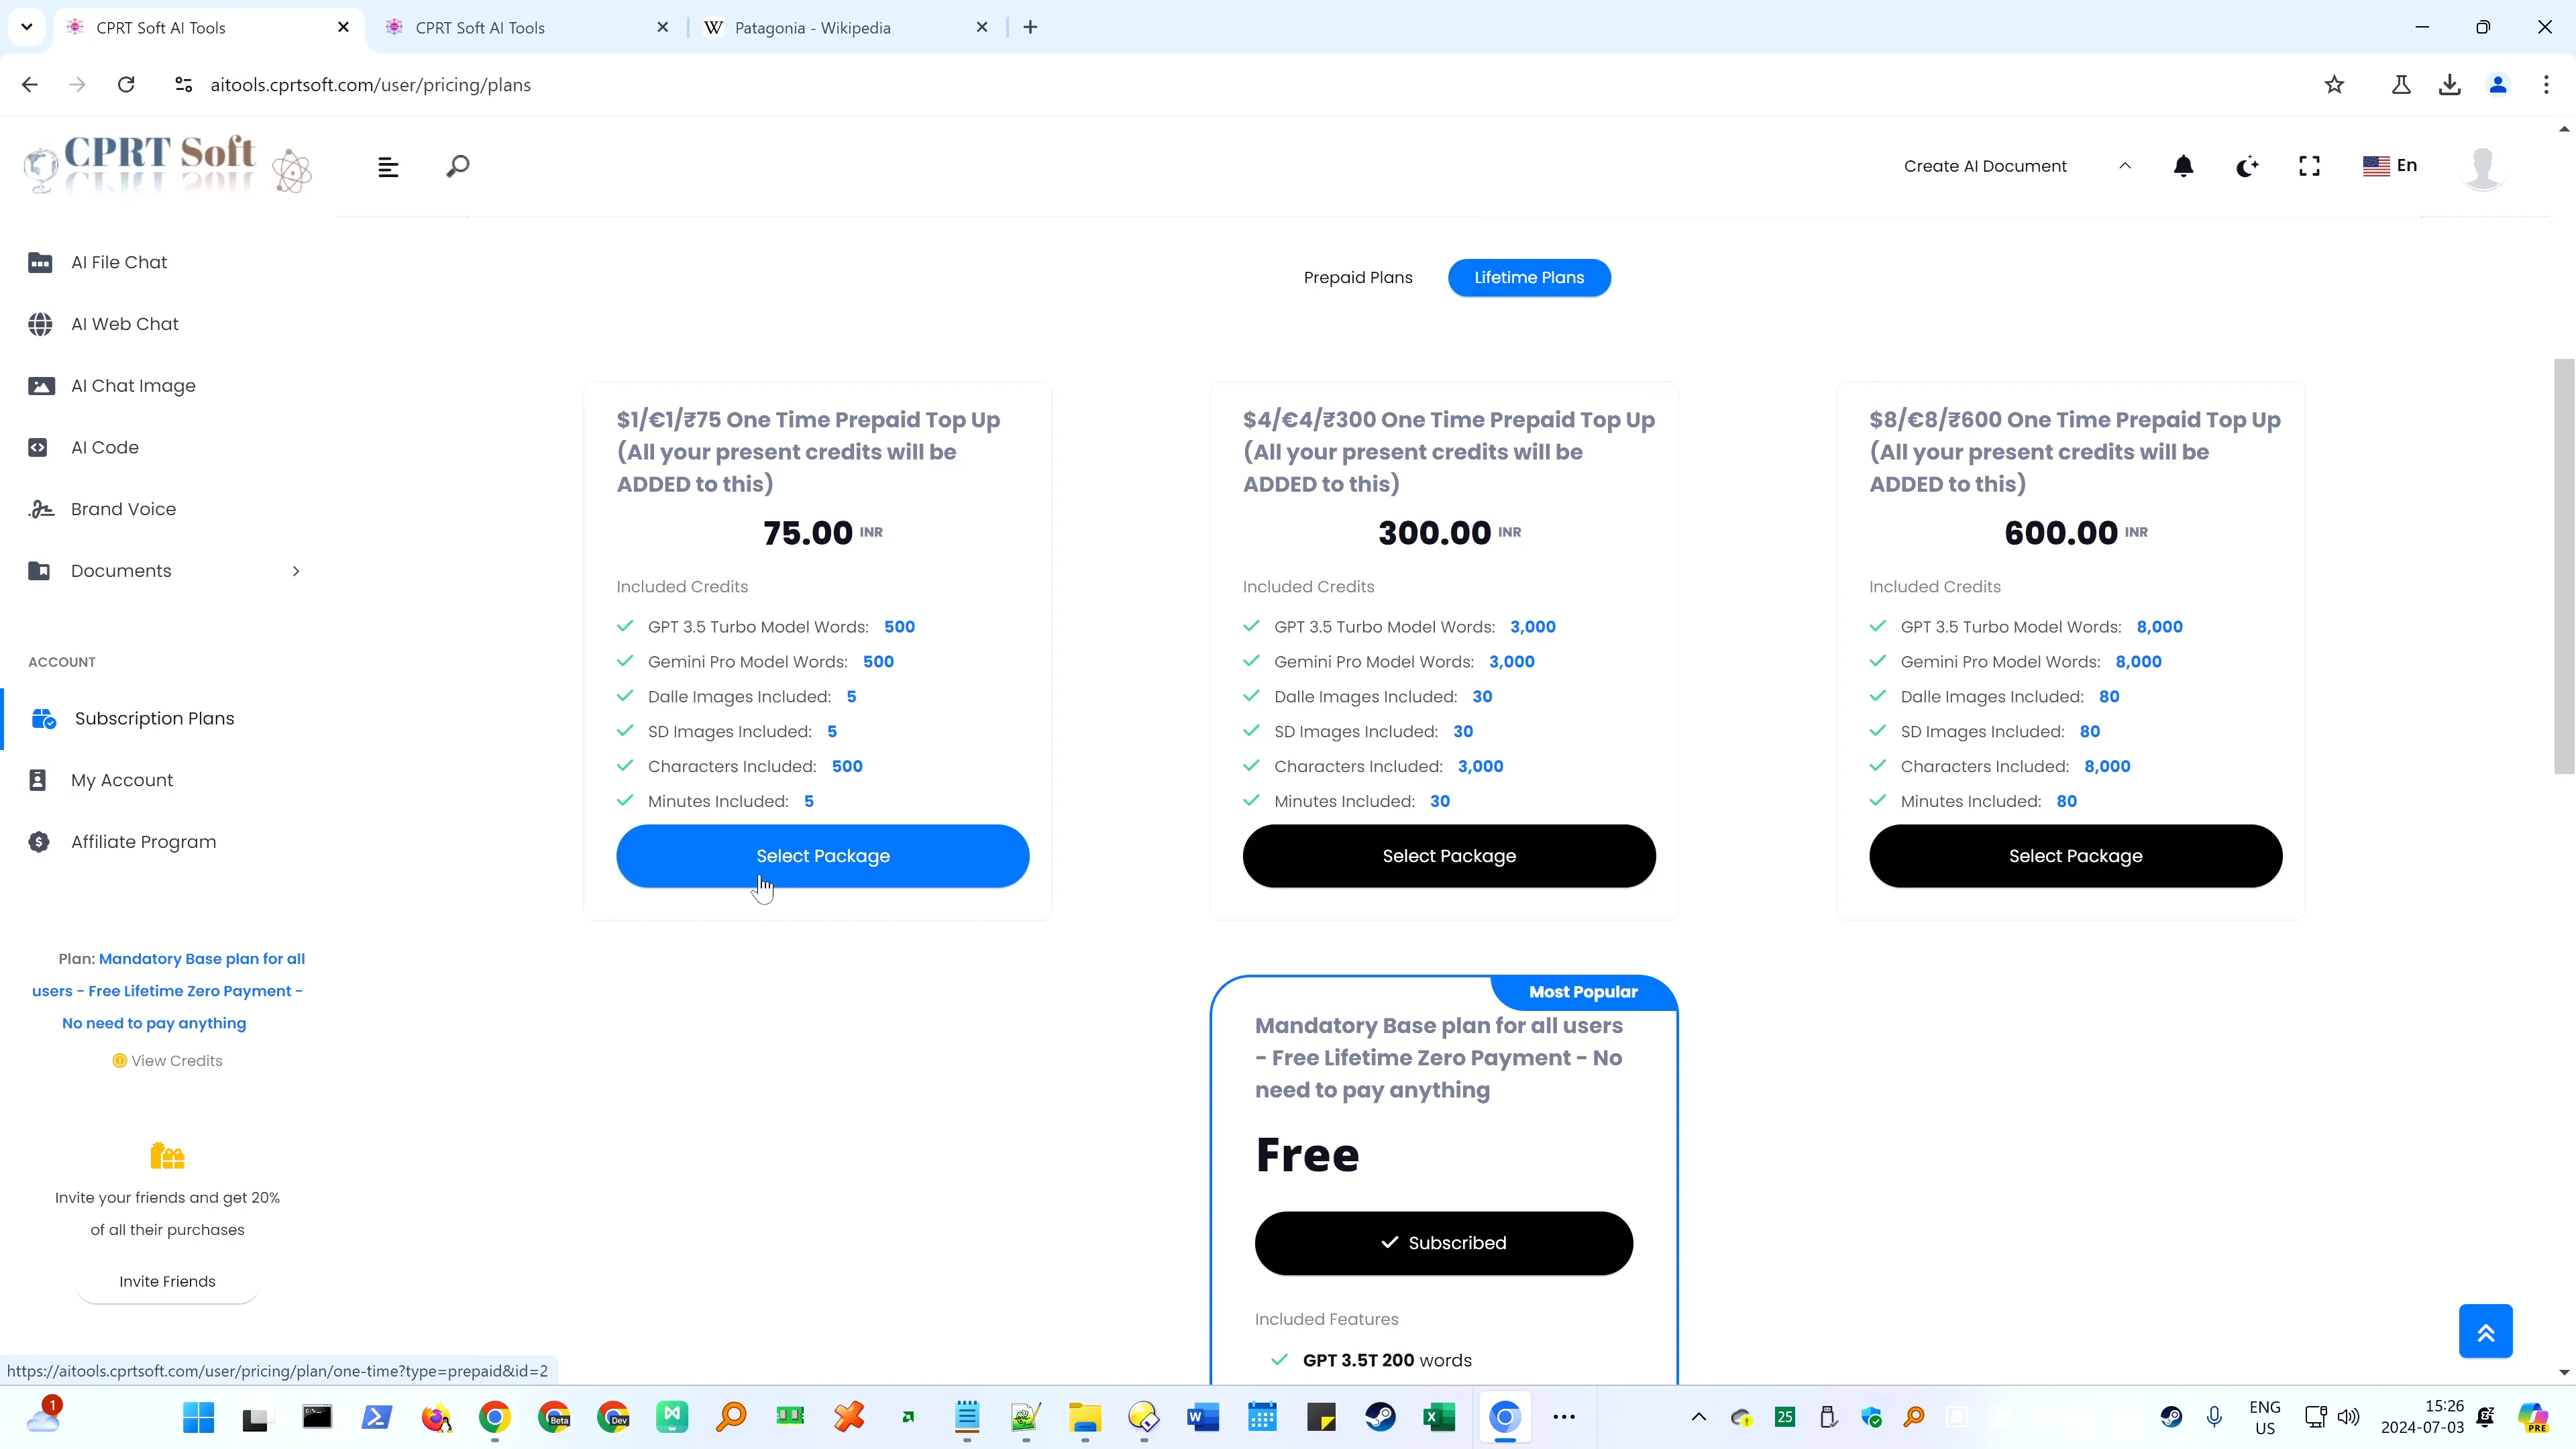 CPRT Soft AI Tools
CPRT Soft AI Tools
W Patagonia - Wikipedia
aitools.cprtsoft.com/user/pricing/plans
CPRT Soft
Create AI Document
En
AI File Chat
AI Web Chat
AI Chat Image
AI Code
Brand Voice
Documents
ACCOUNT
Subscription Plans
My Account
Affiliate Program
Plan: Mandatory Base plan for all
users - Free Lifetime Zero Payment -
No need to pay anything
View Credits
Invite your friends and get 20%
of all their purchases
Invite Friends
Prepaid Plans
Lifetime Plans
$1/€1/₹75 One Time Prepaid Top Up
(All your present credits will be
ADDED to this)
75.00 INR
Included Credits
GPT 3.5 Turbo Model Words: 500
Gemini Pro Model Words: 500
Dalle Images Included: 5
SD Images Included: 5
Characters Included: 500
Minutes Included: 5
Select Package
$4/€4/₹300 One Time Prepaid Top Up
(All your present credits will be
ADDED to this)
300.00 INR
Included Credits
GPT 3.5 Turbo Model Words: 3,000
Gemini Pro Model Words: 3,000
Dalle Images Included: 30
SD Images Included: 30
Characters Included: 3,000
Minutes Included: 30
Select Package
$8/€8/₹600 One Time Prepaid Top Up
(All your present credits will be
ADDED to this)
600.00 INR
Included Credits
GPT 3.5 Turbo Model Words: 8,000
Gemini Pro Model Words: 8,000
Dalle Images Included: 80
SD Images Included: 80
Characters Included: 8,000
Minutes Included: 80
Select Package
Most Popular
Mandatory Base plan for all users
- Free Lifetime Zero Payment - No
need to pay anything
Free
Subscribed
Included Features
GPT 3.5T 200 words
https://aitools.cprtsoft.com/user/pricing/plan/one-time?type=prepaid&id=2
1
Beta
Dev
25
ENG
US
15:26
2024-07-03
PRE